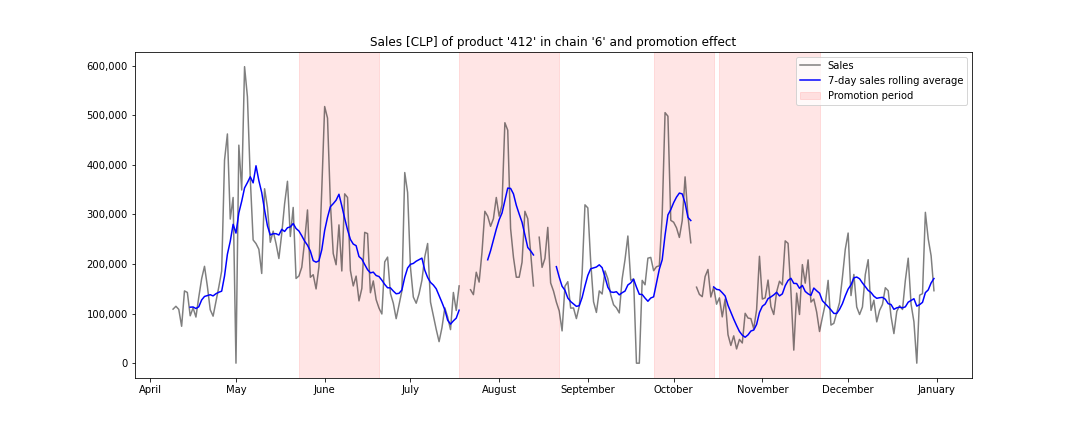 Sales [CLP] of product '412' in chain '6' and promotion effect
600,000
500,000
400,000
300,000
200,000
100,000
0
Sales
7-day sales rolling average
Promotion period
April May June July August September October November December January